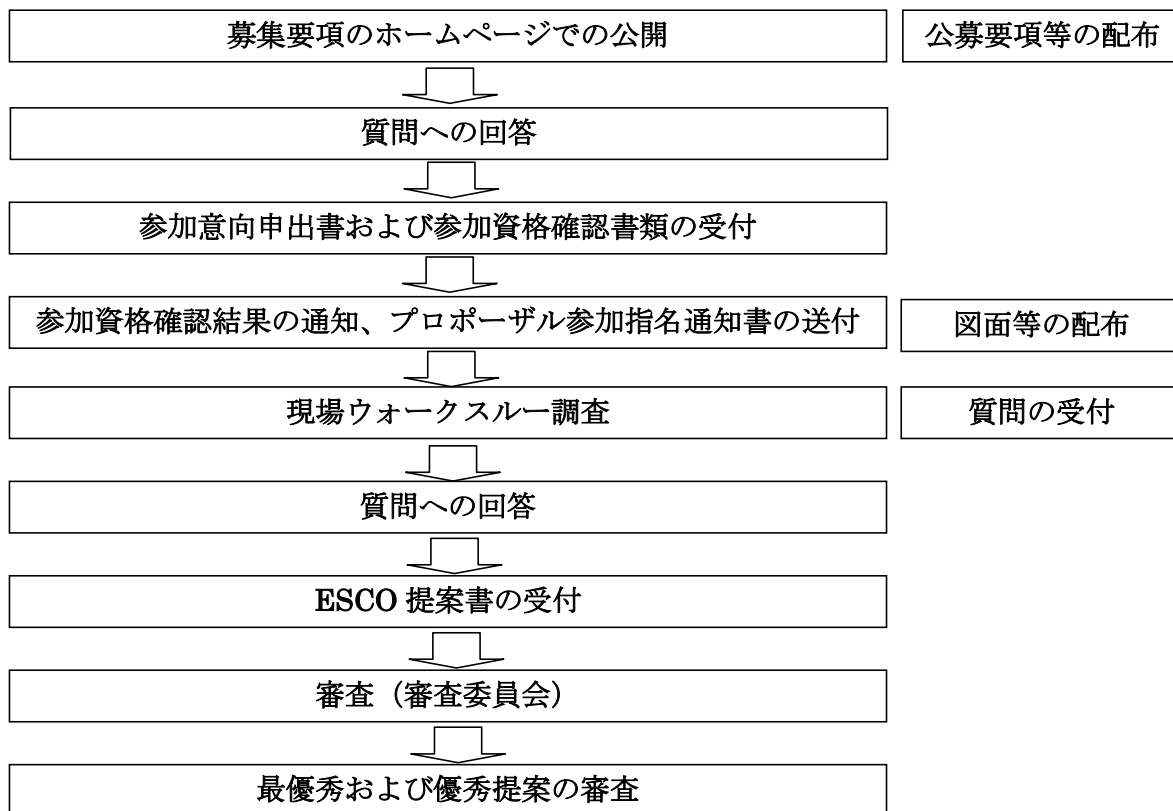 募集要項のホームページでの公開
公募要項等の配布
質問への回答
参加意向申出書および参加資格確認書類の受付
参加資格確認結果の通知、プロポーザル参加指名通知書の送付
図面等の配布
現場ウォークスルー調査
質問の受付
質問への回答
ESCO 提案書の受付
審査（審査委員会）
最優秀および優秀提案の審査